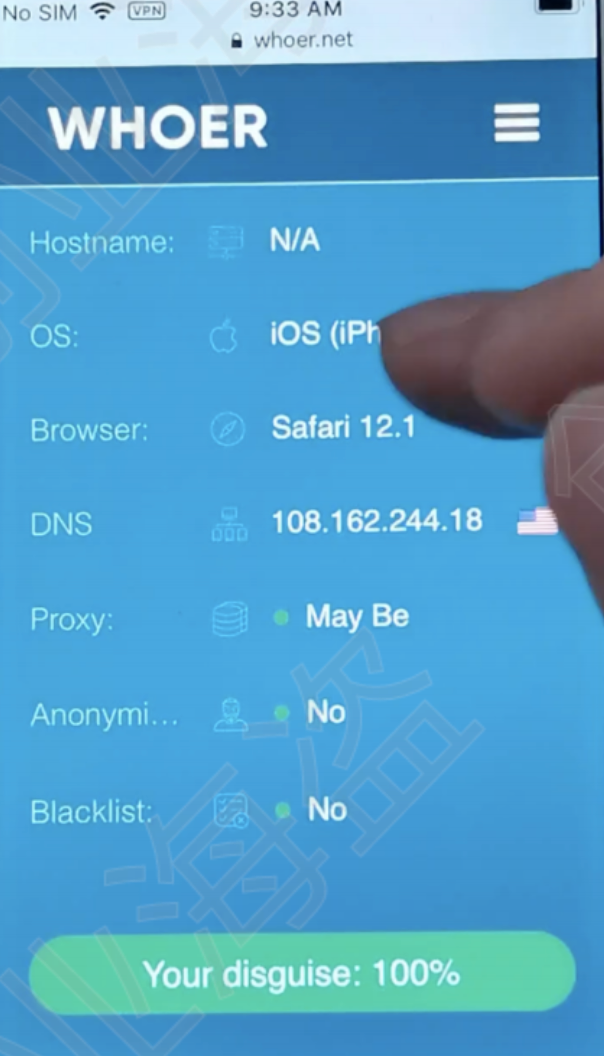 No SIM VPN 9:33 AM
whoer.net
WHOER
Hostname: N/A
OS: iOS (iPh
Browser: Safari 12.1
DNS 108.162.244.18
Proxy: May Be
Anonymi... No
Blacklist: No
Your disguise: 100%